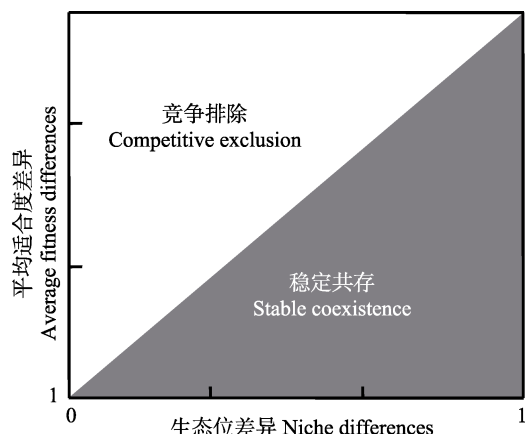 竞争排除
Competitive exclusion
平均适合度差异
Average fitness differences
稳定共存
Stable coexistence
1
0
1
生态位差异 Niche differences